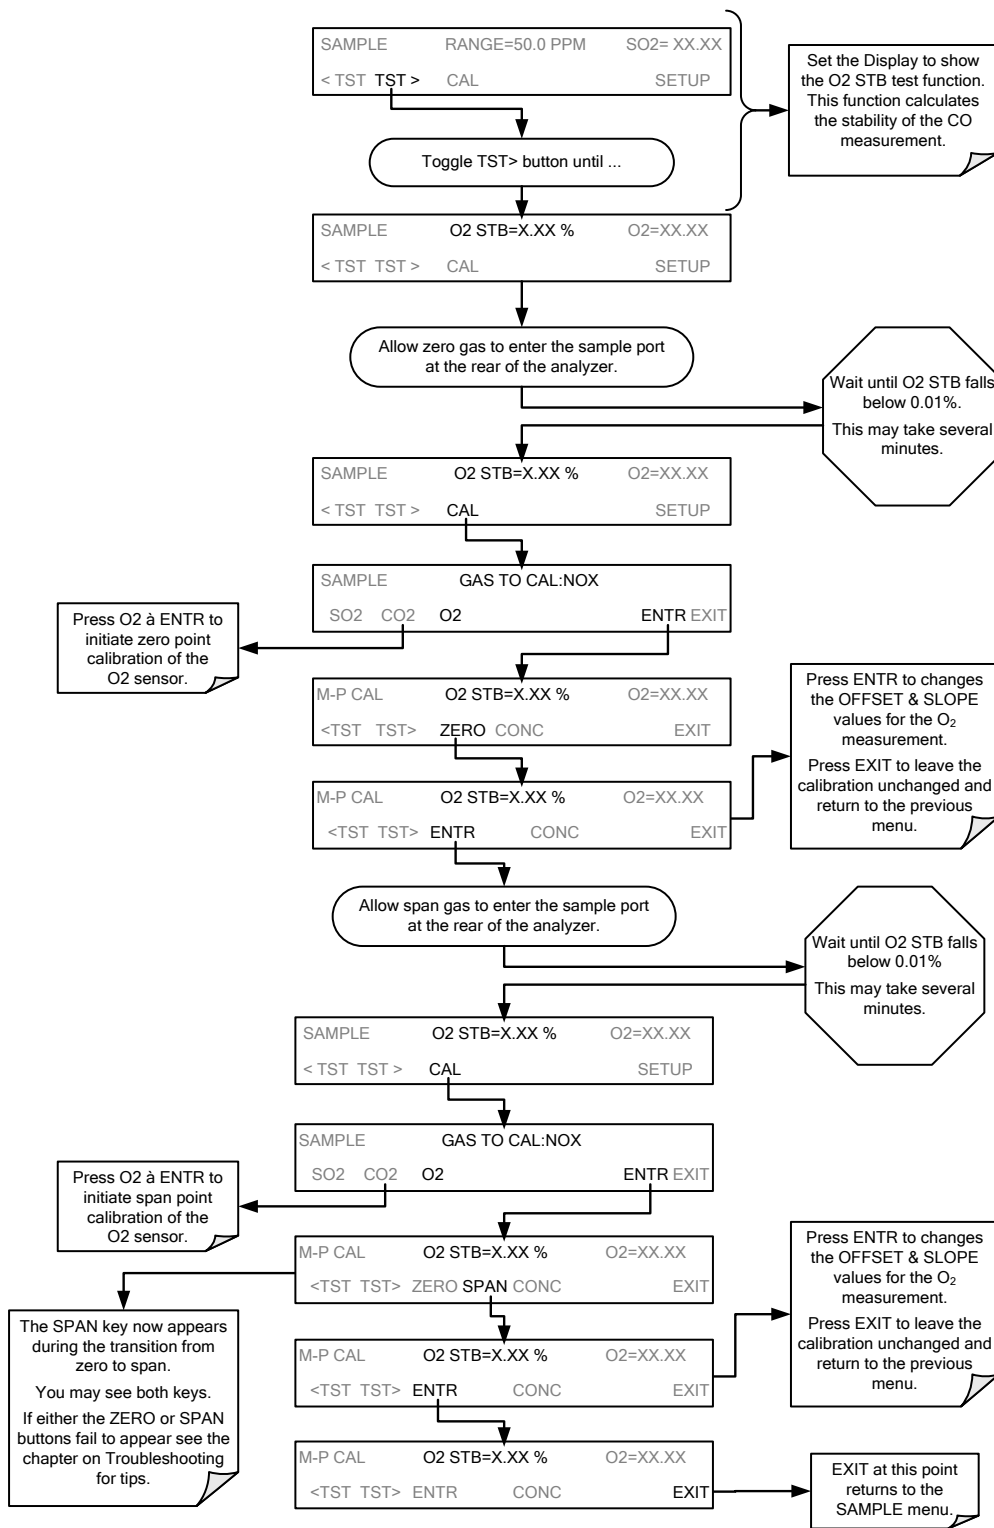 SAMPLE RANGE=50.0 PPM SO2= XX.XX
< TST TST > CAL SETUP
Set the Display to show
the O2 STB test function.
This function calculates
the stability of the CO
measurement.
Toggle TST> button until ...
SAMPLE O2 STB=X.XX % O2=XX.XX
< TST TST > CAL SETUP
Allow zero gas to enter the sample port
at the rear of the analyzer.
Wait until O2 STB falls
below 0.01%.
This may take several
minutes.
SAMPLE O2 STB=X.XX % O2=XX.XX
< TST TST > CAL SETUP
SAMPLE GAS TO CAL:NOX
SO2 CO2 O2 ENTR EXIT
Press O2 à ENTR to
initiate zero point
calibration of the
O2 sensor.
M-P CAL O2 STB=X.XX % O2=XX.XX
<TST TST> ZERO CONC EXIT
Press ENTR to changes
the OFFSET & SLOPE
values for the O2
measurement.
Press EXIT to leave the
calibration unchanged and
return to the previous
menu.
M-P CAL O2 STB=X.XX % O2=XX.XX
<TST TST> ENTR CONC EXIT
Allow span gas to enter the sample port
at the rear of the analyzer.
Wait until O2 STB falls
below 0.01%
This may take several
minutes.
SAMPLE O2 STB=X.XX % O2=XX.XX
< TST TST > CAL SETUP
SAMPLE GAS TO CAL:NOX
SO2 CO2 O2 ENTR EXIT
Press O2 à ENTR to
initiate span point
calibration of the
O2 sensor.
M-P CAL O2 STB=X.XX % O2=XX.XX
<TST TST> ZERO SPAN CONC EXIT
Press ENTR to changes
the OFFSET & SLOPE
values for the O2
measurement.
Press EXIT to leave the
calibration unchanged and
return to the previous
menu.
The SPAN key now appears
during the transition from
zero to span.
You may see both keys.
If either the ZERO or SPAN
buttons fail to appear see the
chapter on Troubleshooting
for tips.
M-P CAL O2 STB=X.XX % O2=XX.XX
<TST TST> ENTR CONC EXIT
M-P CAL O2 STB=X.XX % O2=XX.XX
<TST TST> ENTR CONC EXIT
EXIT at this point
returns to the
SAMPLE menu.